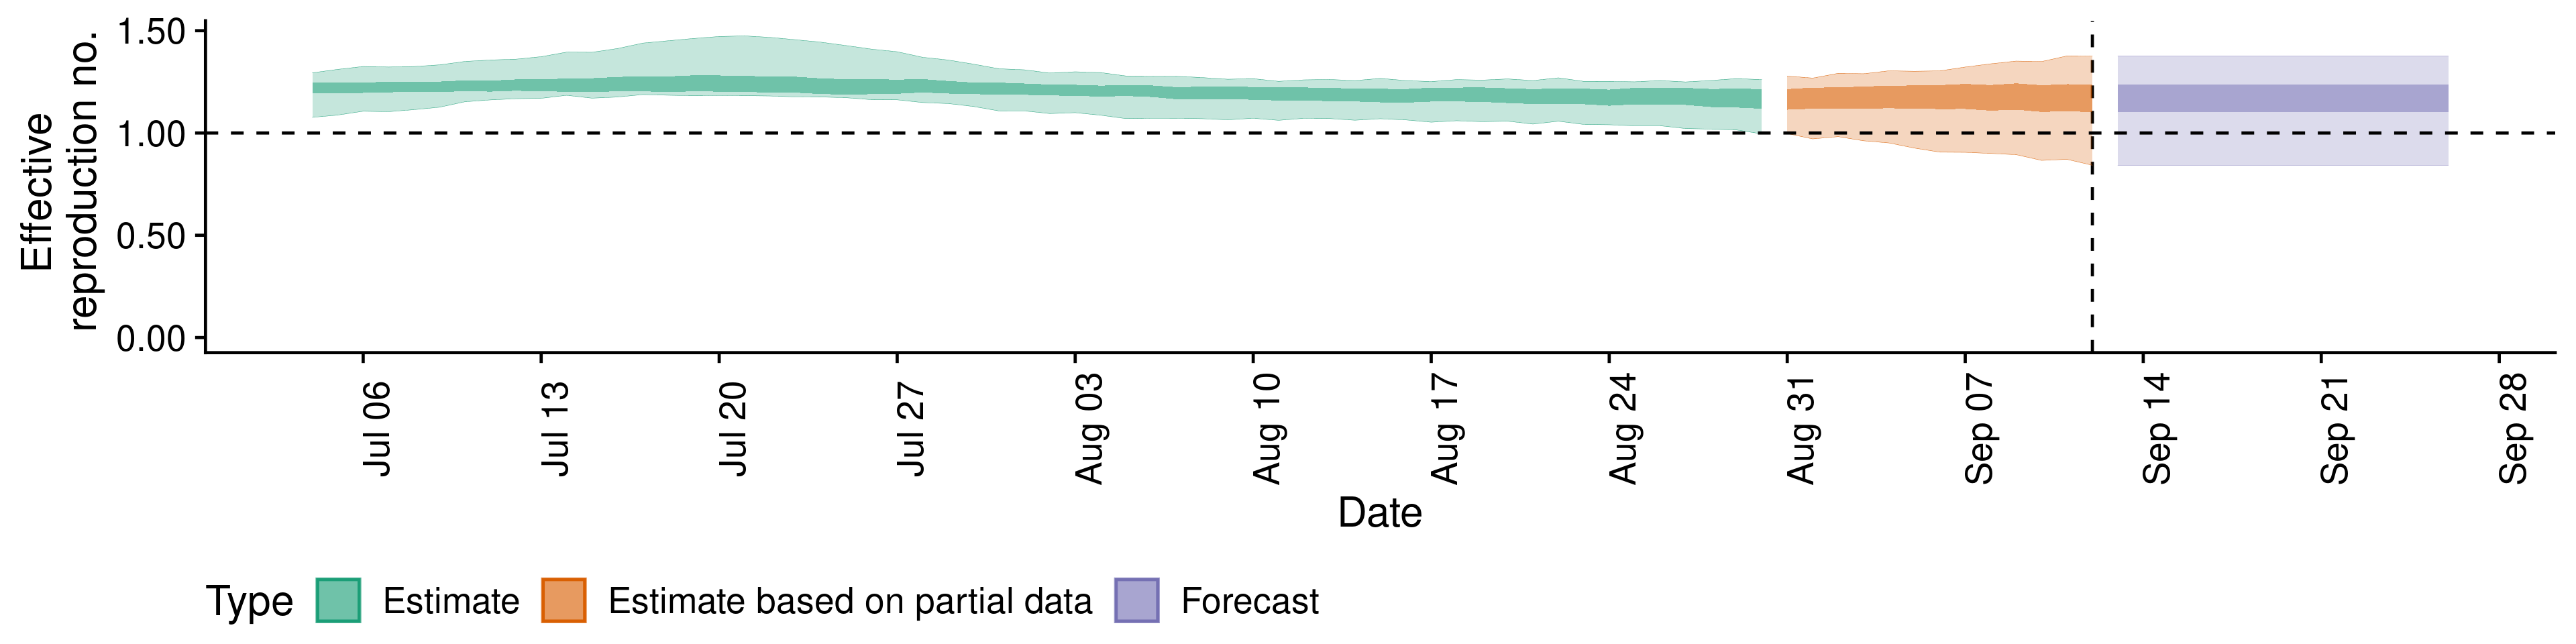 Effective
reproduction no.
1.50
1.00
0.50
0.00
Jul 06
Jul 13
Jul 20
Jul 27
Aug 03
Aug 10
Aug 17
Aug 24
Aug 31
Sep 07
Sep 14
Sep 21
Sep 28
Date
Type Estimate Estimate based on partial data Forecast